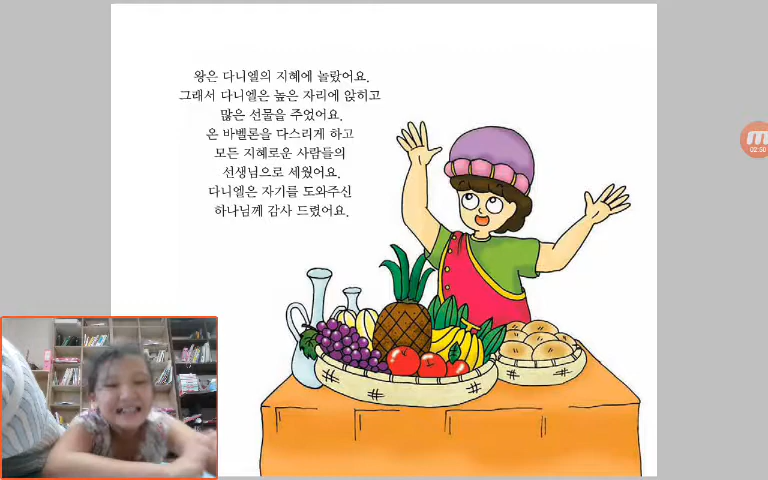 왕은 다니엘의 지혜에 놀랐어요.
그래서 다니엘은 높은 자리에 앉히고
많은 선물을 주었어요.
온 바벨론을 다스리게 하고
모든 지혜로운 사람들의
선생님으로 세웠어요.
다니엘은 자기를 도와주신
하나님께 감사 드렸어요.
02:50